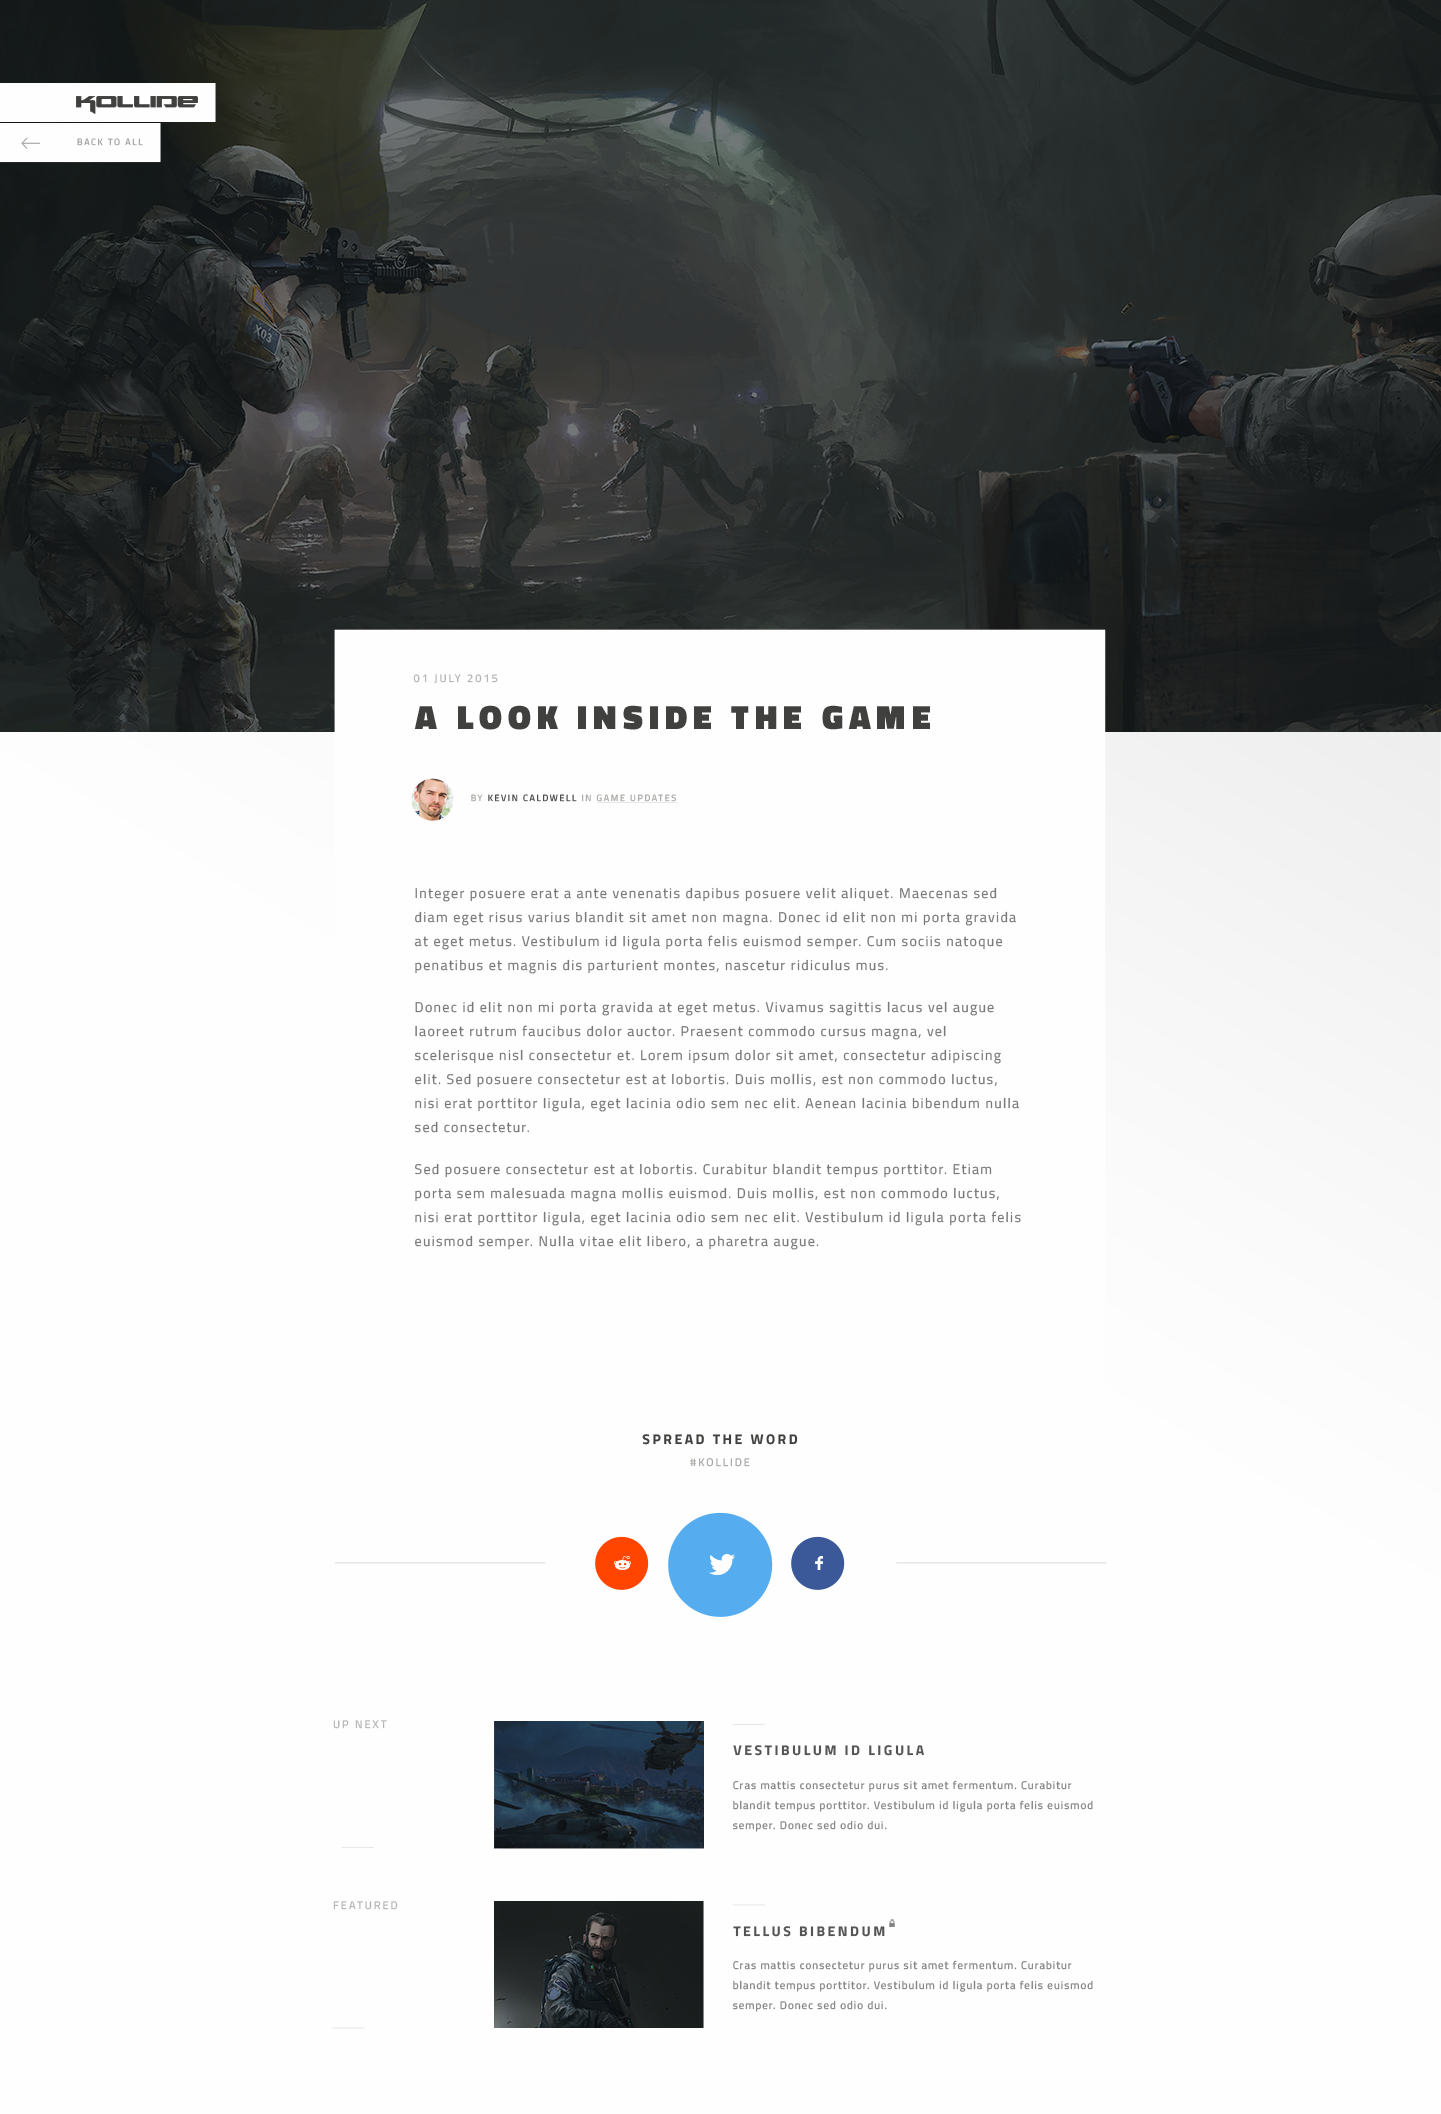 KOLLIDE
BACK TO ALL
X03
01 JULY 2015
A LOOK INSIDE THE GAME
BY KEVIN CALDWELL IN GAME UPDATES
Integer posuere erat a ante venenatis dapibus posuere velit aliquet. Maecenas sed
diam eget risus varius blandit sit amet non magna. Donec id elit non mi porta gravida
at eget metus. Vestibulum id ligula porta felis euismod semper. Cum sociis natoque
penatibus et magnis dis parturient montes, nascetur ridiculus mus.
Donec id elit non mi porta gravida at eget metus. Vivamus sagittis lacus vel augue
laoreet rutrum faucibus dolor auctor. Praesent commodo cursus magna, vel
scelerisque nisl consectetur et. Lorem ipsum dolor sit amet, consectetur adipiscing
elit. Sed posuere consectetur est at lobortis. Duis mollis, est non commodo luctus,
nisi erat porttitor ligula, eget lacinia odio sem nec elit. Aenean lacinia bibendum nulla
sed consectetur.
Sed posuere consectetur est at lobortis. Curabitur blandit tempus porttitor. Etiam
porta sem malesuada magna mollis euismod. Duis mollis, est non commodo luctus,
nisi erat porttitor ligula, eget lacinia odio sem nec elit. Vestibulum id ligula porta felis
euismod semper. Nulla vitae elit libero, a pharetra augue.
SPREAD THE WORD
#KOLLIDE
UP NEXT
VESTIBULUM ID LIGULA
Cras mattis consectetur purus sit amet fermentum. Curabitur
blandit tempus porttitor. Vestibulum id ligula porta felis euismod
semper. Donec sed odio dui.
FEATURED
TELLUS BIBENDUM
Cras mattis consectetur purus sit amet fermentum. Curabitur
blandit tempus porttitor. Vestibulum id ligula porta felis euismod
semper. Donec sed odio dui.